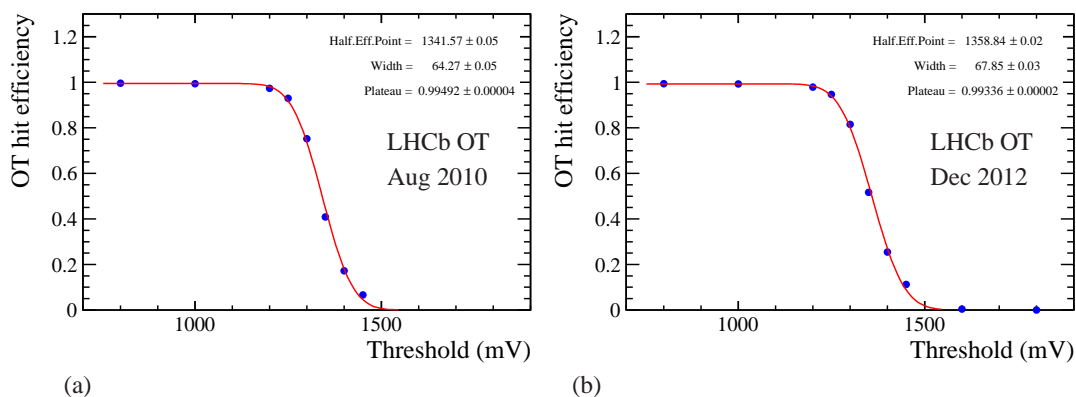 OT hit efficiency
1.2
1
0.8
0.6
0.4
0.2
0
1000
1500
Threshold (mV)
Half.Eff.Point = 1341.57 ± 0.05
Width = 64.27 ± 0.05
Plateau = 0.99492 ± 0.00004
LHCb OT
Aug 2010
(a)
OT hit efficiency
1.2
1
0.8
0.6
0.4
0.2
0
1000
1500
Threshold (mV)
Half.Eff.Point = 1358.84 ± 0.02
Width = 67.85 ± 0.03
Plateau = 0.99336 ± 0.00002
LHCb OT
Dec 2012
(b)